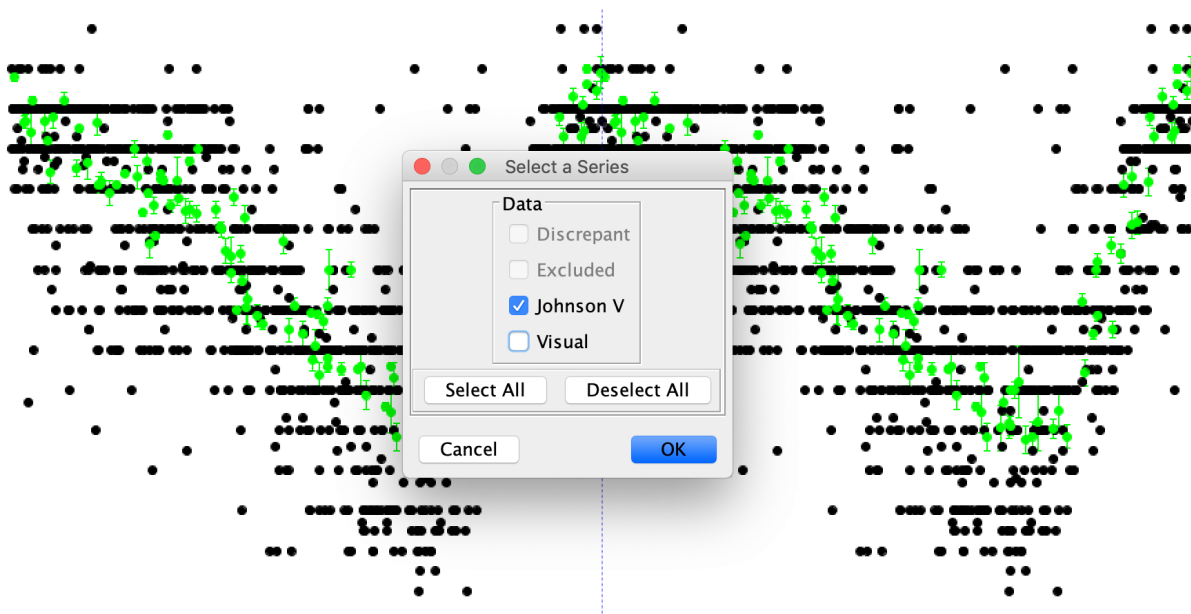 Select a Series
Data
Discrepant
Excluded
Johnson V
Visual
Select All Deselect All
Cancel OK